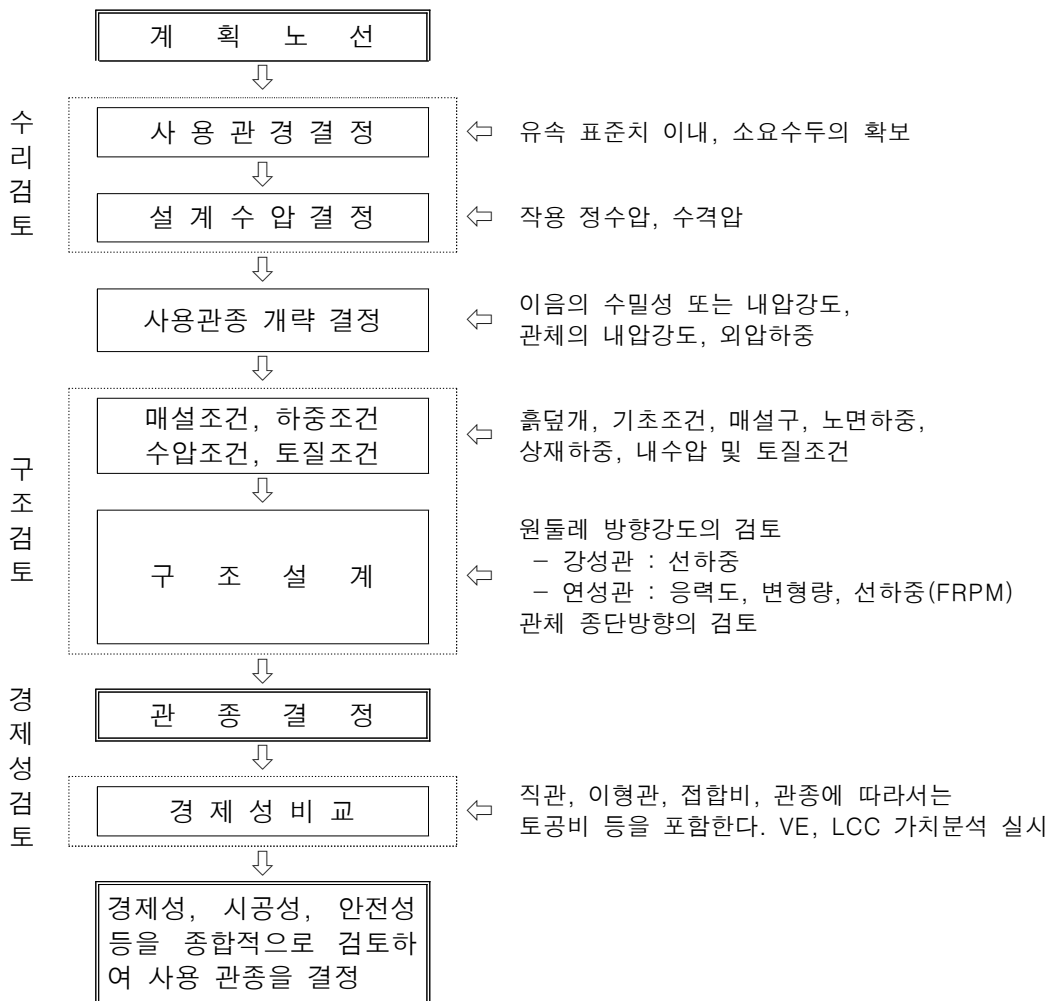 계 획 노 선
수리검토
사 용 관 경 결 정
⇦ 유속 표준치 이내, 소요수두의 확보
설 계 수 압 결 정
⇦ 작용 정수압, 수격압
사용관종 개략 결정
⇦ 이음의 수밀성 또는 내압강도,
관체의 내압강도, 외압하중
구조검토
매설조건, 하중조건
수압조건, 토질조건
⇦ 흙덮개, 기초조건, 매설구, 노면하중,
상재하중, 내수압 및 토질조건
구 조 설 계
⇦ 원둘레 방향강도의 검토
– 강성관 : 선하중
– 연성관 : 응력도, 변형량, 선하중(FRPM)
관체 종단방향의 검토
경제성검토
관 종 결 정
경 제 성 비 교
⇦ 직관, 이형관, 접합비, 관종에 따라서는
토공비 등을 포함한다. VE, LCC 가치분석 실시
경제성, 시공성, 안전성
등을 종합적으로 검토하
여 사용 관종을 결정